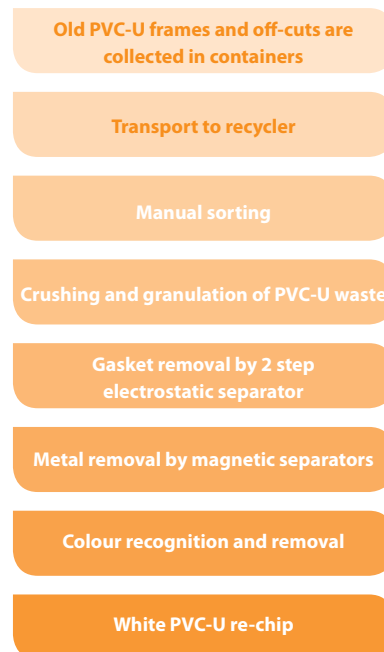 Old PVC-U frames and off-cuts are
collected in containers
Transport to recycler
Manual sorting
Crushing and granulation of PVC-U waste
Gasket removal by 2 step
electrostatic separator
Metal removal by magnetic separators
Colour recognition and removal
White PVC-U re-chip